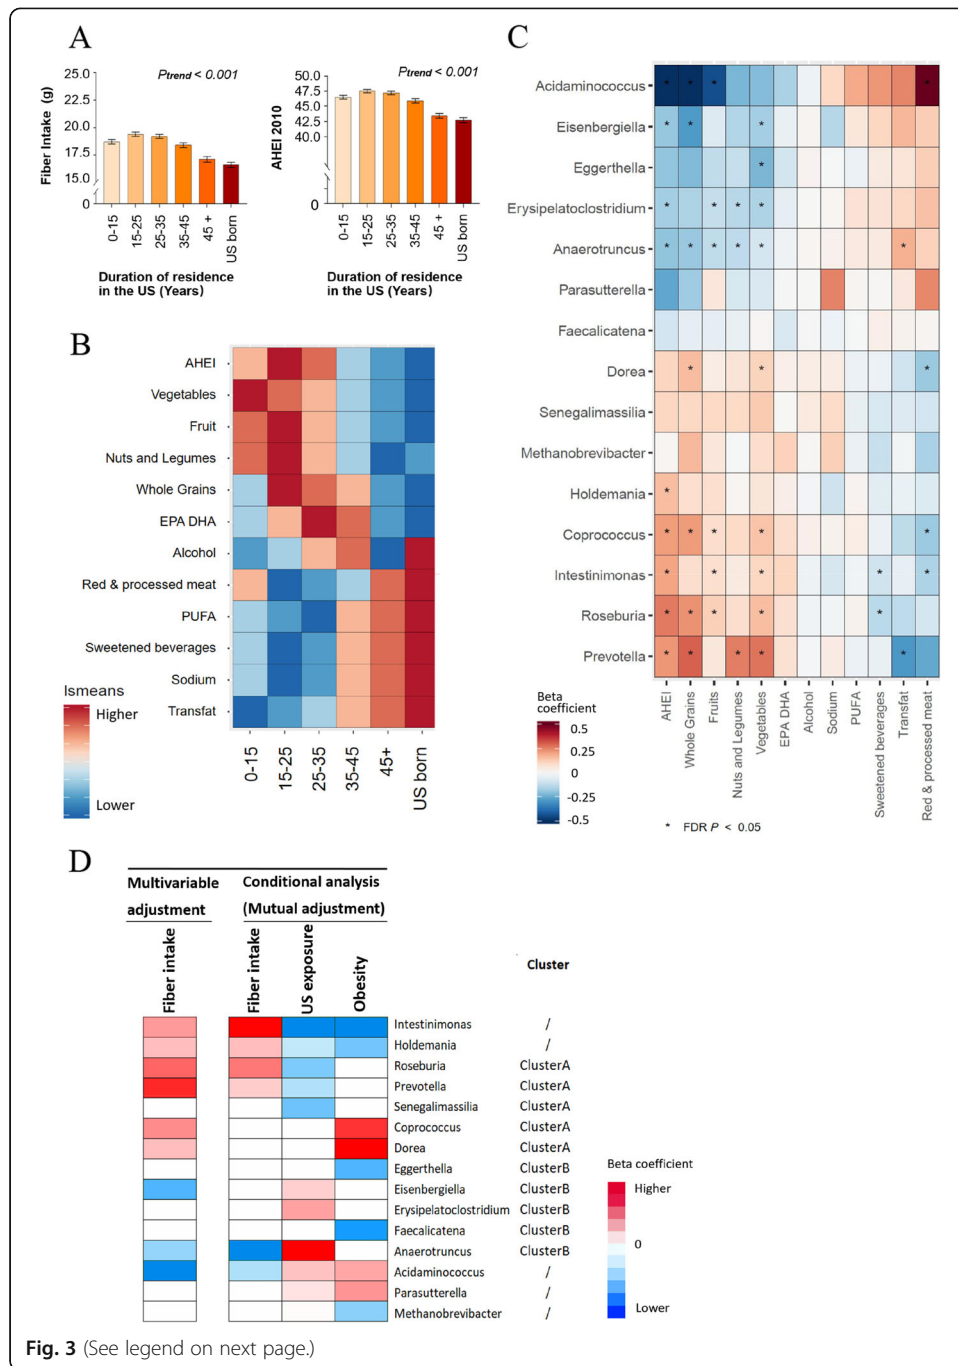 A
Ptrend < 0.001
Fiber Intake (g)
25.0
22.5
20.0
17.5
15.0
0
0-15
15-25
25-35
35-45
45 +
US born
Duration of residence
in the US (Years)
Ptrend < 0.001
AHEI 2010
50.0
47.5
45.0
42.5
40.0
0
0-15
15-25
25-35
35-45
45 +
US born
Duration of residence
in the US (Years)
B
AHEI
Vegetables
Fruit
Nuts and Legumes
Whole Grains
EPA DHA
Alcohol
Red & processed meat
PUFA
Sweetened beverages
Sodium
Transfat
lsmeans
Higher
Lower
0-15
15-25
25-35
35-45
45+
US born
C
Acidaminococcus * * * *
Eisenbergiella * * *
Eggerthella *
Erysipelatoclostridium * * * *
Anaerotruncus * * * * * *
Parasutterella
Faecalicatena
Dorea * * *
Senegalimassilia
Methanobrevibacter
Holdemania *
Coprococcus * * * * *
Intestinimonas * * * * *
Roseburia * * * * *
Prevotella * * * * *
AHEI
Whole Grains
Fruits
Nuts and Legumes
Vegetables
EPA DHA
Alcohol
Sodium
PUFA
Sweetened beverages
Transfat
Red & processed meat
Beta
coefficient
0.5
0.25
0
-0.25
-0.5
* FDR P < 0.05
D
Multivariable
adjustment
Conditional analysis
(Mutual adjustment)
Fiber intake
Fiber intake
US exposure
Obesity
Cluster
Intestinimonas /
Holdemania /
Roseburia ClusterA
Prevotella ClusterA
Senegalimassilia ClusterA
Coprococcus ClusterA
Dorea ClusterA
Eggerthella ClusterB
Eisenbergiella ClusterB
Erysipelatoclostridium ClusterB
Faecalicatena ClusterB
Anaerotruncus ClusterB
Acidaminococcus /
Parasutterella /
Methanobrevibacter /
Beta coefficient
Higher
0
Lower
Fig. 3 (See legend on next page.)